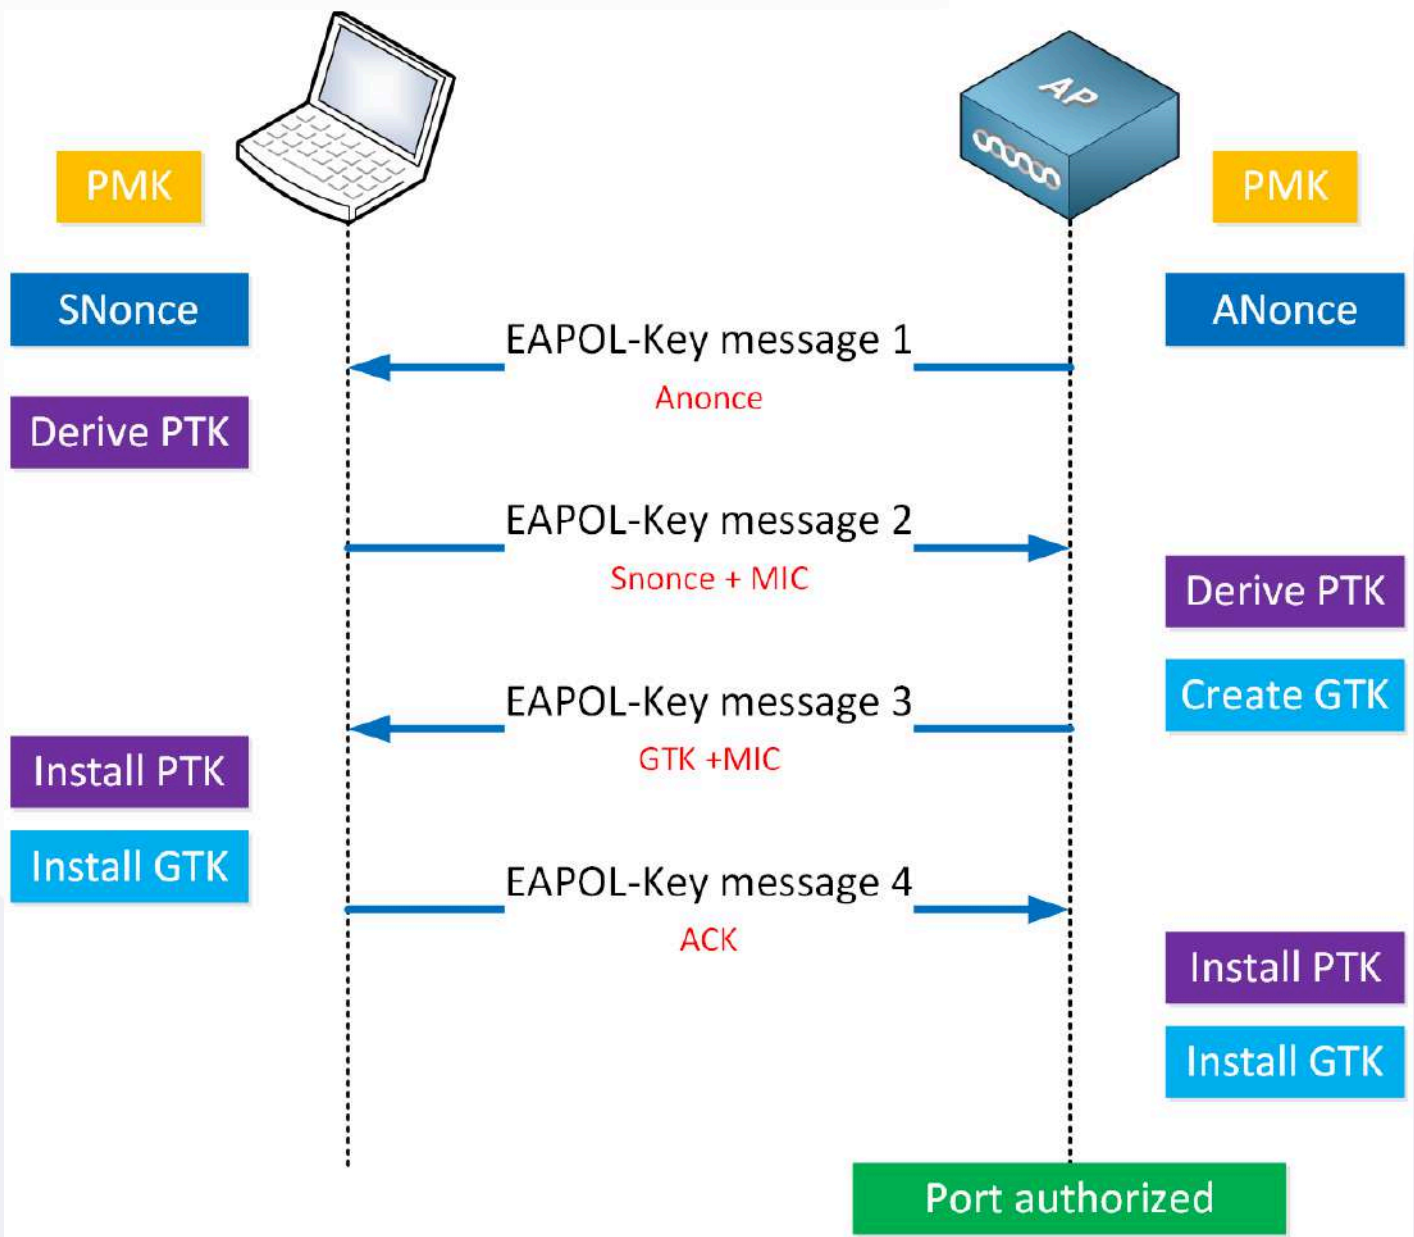 AP
PMK
PMK
SNonce
ANonce
EAPOL-Key message 1
Anonce
Derive PTK
EAPOL-Key message 2
Snonce + MIC
Derive PTK
EAPOL-Key message 3
Create GTK
GTK +MIC
Install PTK
Install GTK
EAPOL-Key message 4
ACK
Install PTK
Install GTK
Port authorized